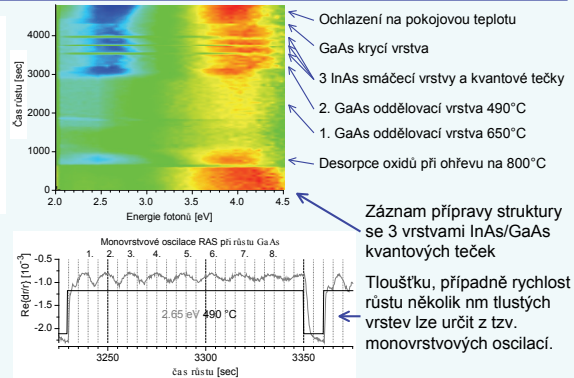 Ochlazení na pokojovou teplotu
GaAs krycí vrstva
3 InAs smáčecí vrstvy a kvantové tečky
2. GaAs oddělovací vrstva 490°C
1. GaAs oddělovací vrstva 650°C
Desorpce oxidů při ohřevu na 800°C
Čas růstu [sec]
4000
3000
2000
1000
0
2.0 2.5 3.0 3.5 4.0 4.5
Energie fotonů [eV]
Záznam přípravy struktury
se 3 vrstvami InAs/GaAs
kvantových teček
Monovrstvové oscilace RAS při růstu GaAs
1. 2. 3. 4. 5. 6. 7. 8.
Re{dr/r} [10-3]
-0.5
-1.0
-1.5
-2.0
2.65 eV 490 °C
3250 3300 3350
čas růstu [sec]
Tloušťku, případně rychlost
růstu několik nm tlustých
vrstev lze určit z tzv.
monovrstvových oscilací.